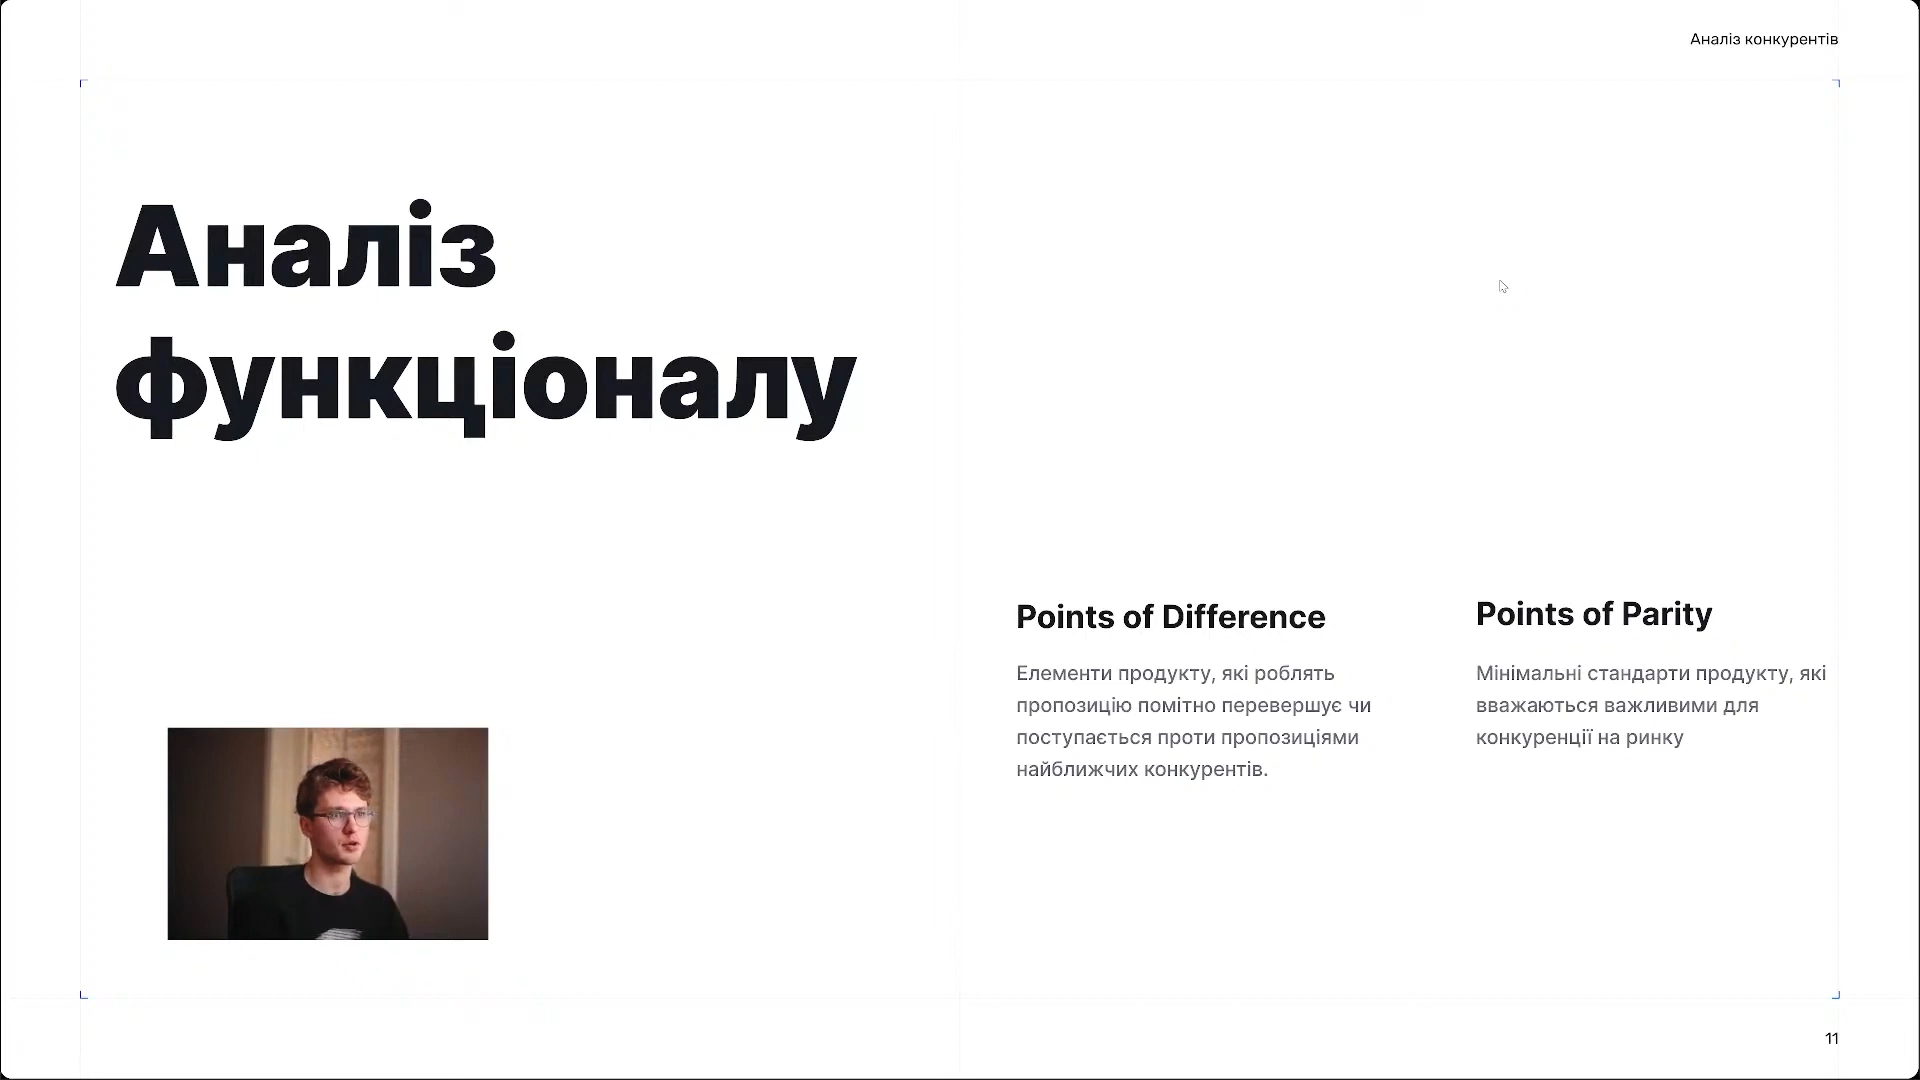 Аналіз конкурентів
Аналіз
функціоналу
Points of Difference
Елементи продукту, які роблять
пропозицію помітно перевершує чи
поступається проти пропозиціями
найближчих конкурентів.
Points of Parity
Мінімальні стандарти продукту, які
вважаються важливими для
конкуренції на ринку
11